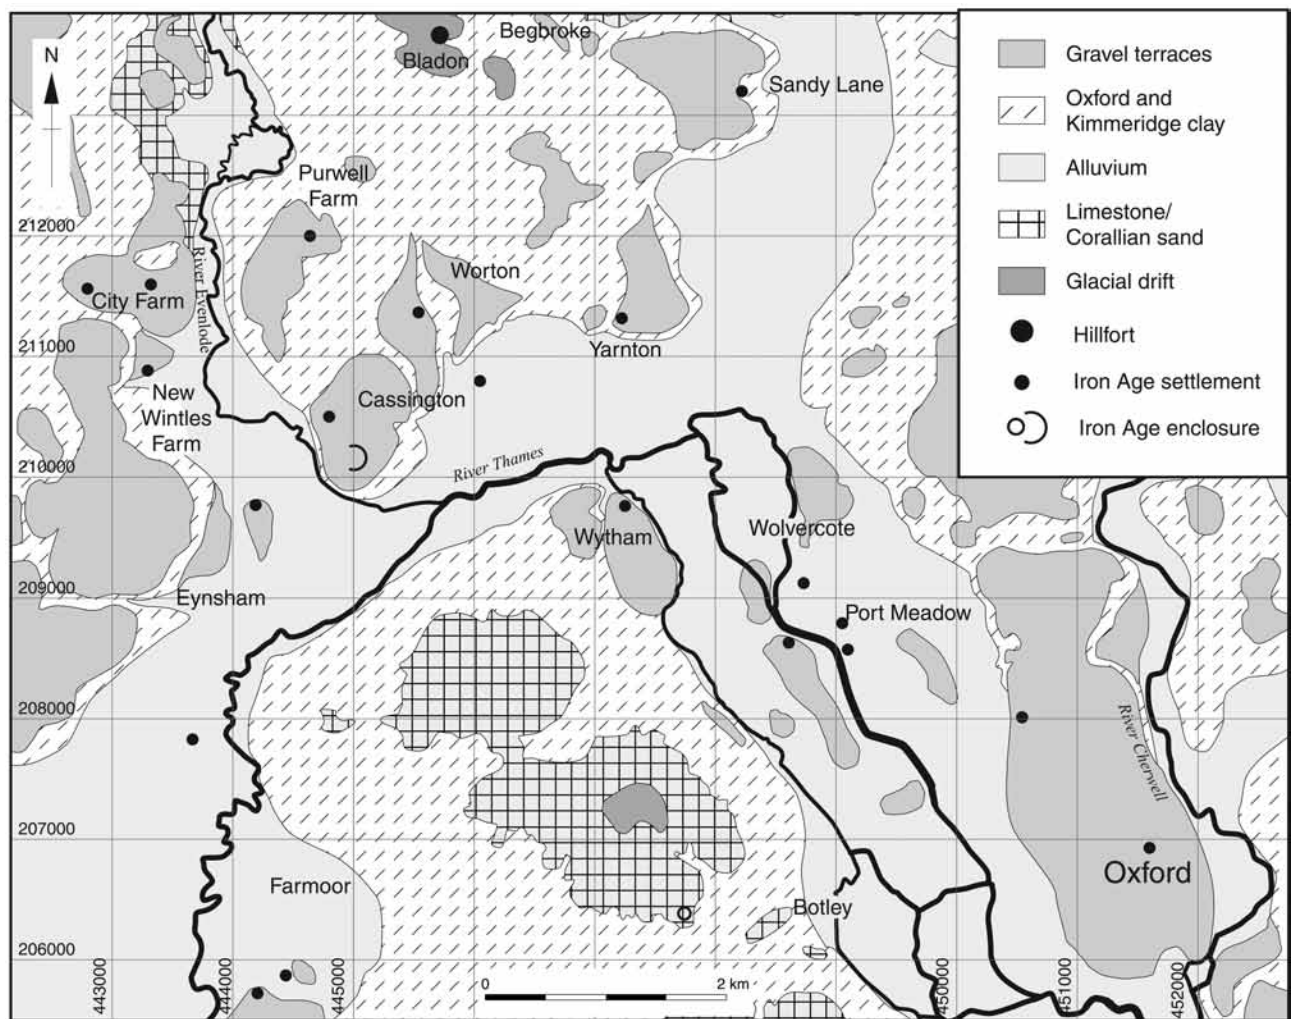 N
Begbroke
Bladon
Sandy Lane
Purwell
Farm
212000
Worton
River Evenlode
City Farm
Yarnton
211000
New
Wintles
Farm
Cassington
River Thames
210000
Wolvercote
Wytham
209000
Eynsham
Port Meadow
208000
River Cherwell
207000
Oxford
Farmoor
Botley
206000
443000
444000
445000
450000
451000
452000
0
2 km
Gravel terraces
Oxford and
Kimmeridge clay
Alluvium
Limestone/
Corallian sand
Glacial drift
Hillfort
Iron Age settlement
Iron Age enclosure